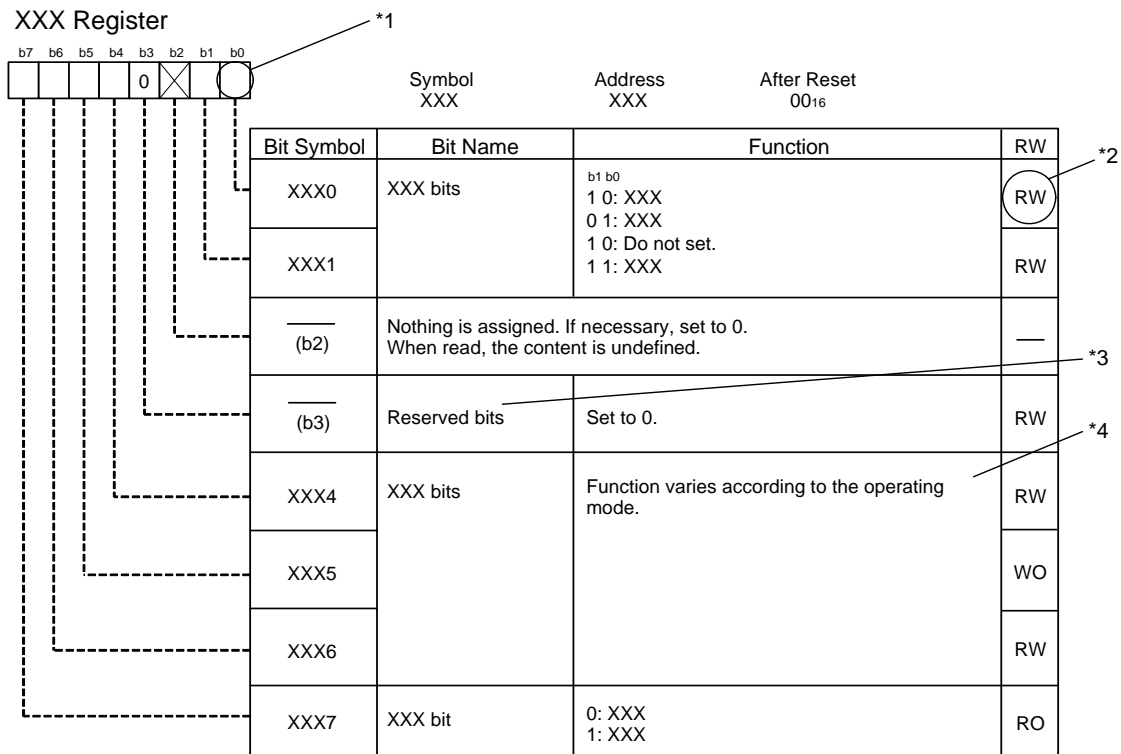 XXX Register
*1
b7 b6 b5 b4 b3 b2 b1 b0
0
Symbol Address After Reset
XXX XXX 0016
Bit Symbol Bit Name Function RW
*2
XXX0 XXX bits
b1 b0
1 0: XXX
0 1: XXX
1 0: Do not set.
1 1: XXX
RW
XXX1 RW
(b2)
Nothing is assigned. If necessary, set to 0.
When read, the content is undefined.
—
*3
(b3) Reserved bits Set to 0. RW
*4
XXX4 XXX bits Function varies according to the operating
mode.
RW
XXX5 WO
XXX6 RW
XXX7 XXX bit 0: XXX
1: XXX
RO